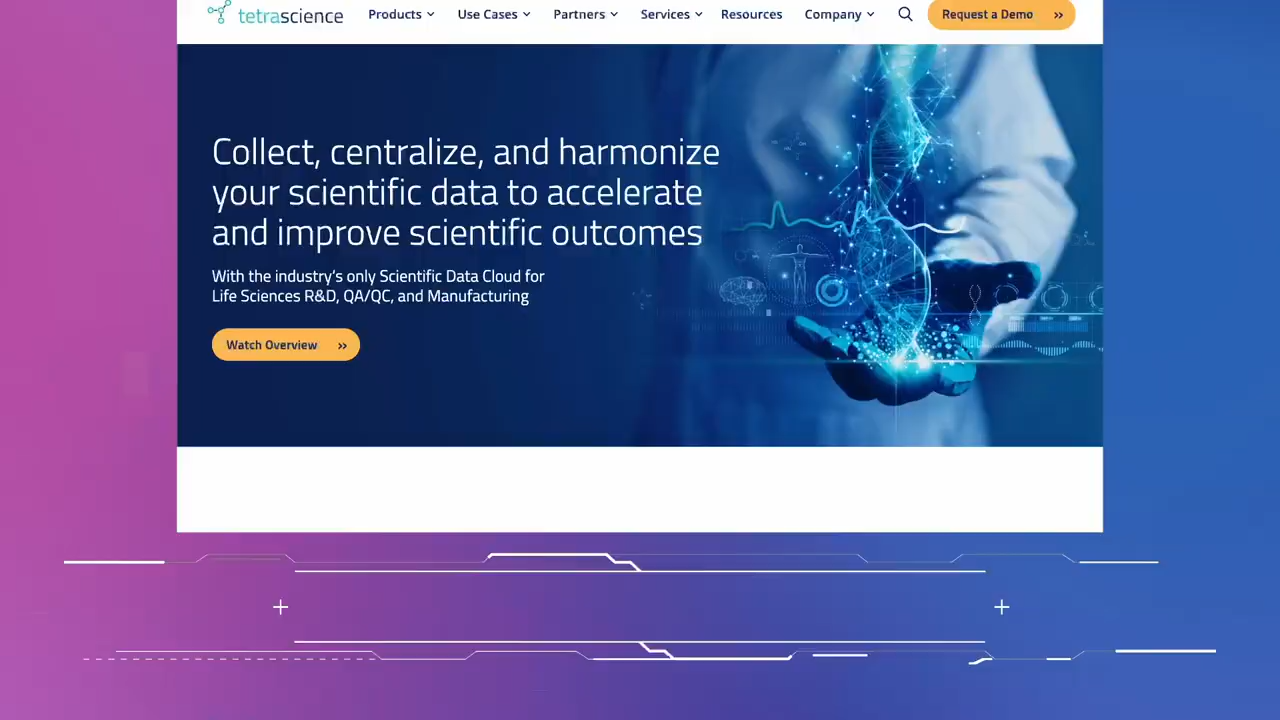 tetrascience Products Use Cases Partners Services Resources Company Request a Demo »
Collect, centralize, and harmonize
your scientific data to accelerate
and improve scientific outcomes
With the industry's only Scientific Data Cloud for
Life Sciences R&D, QA/QC, and Manufacturing
Watch Overview »